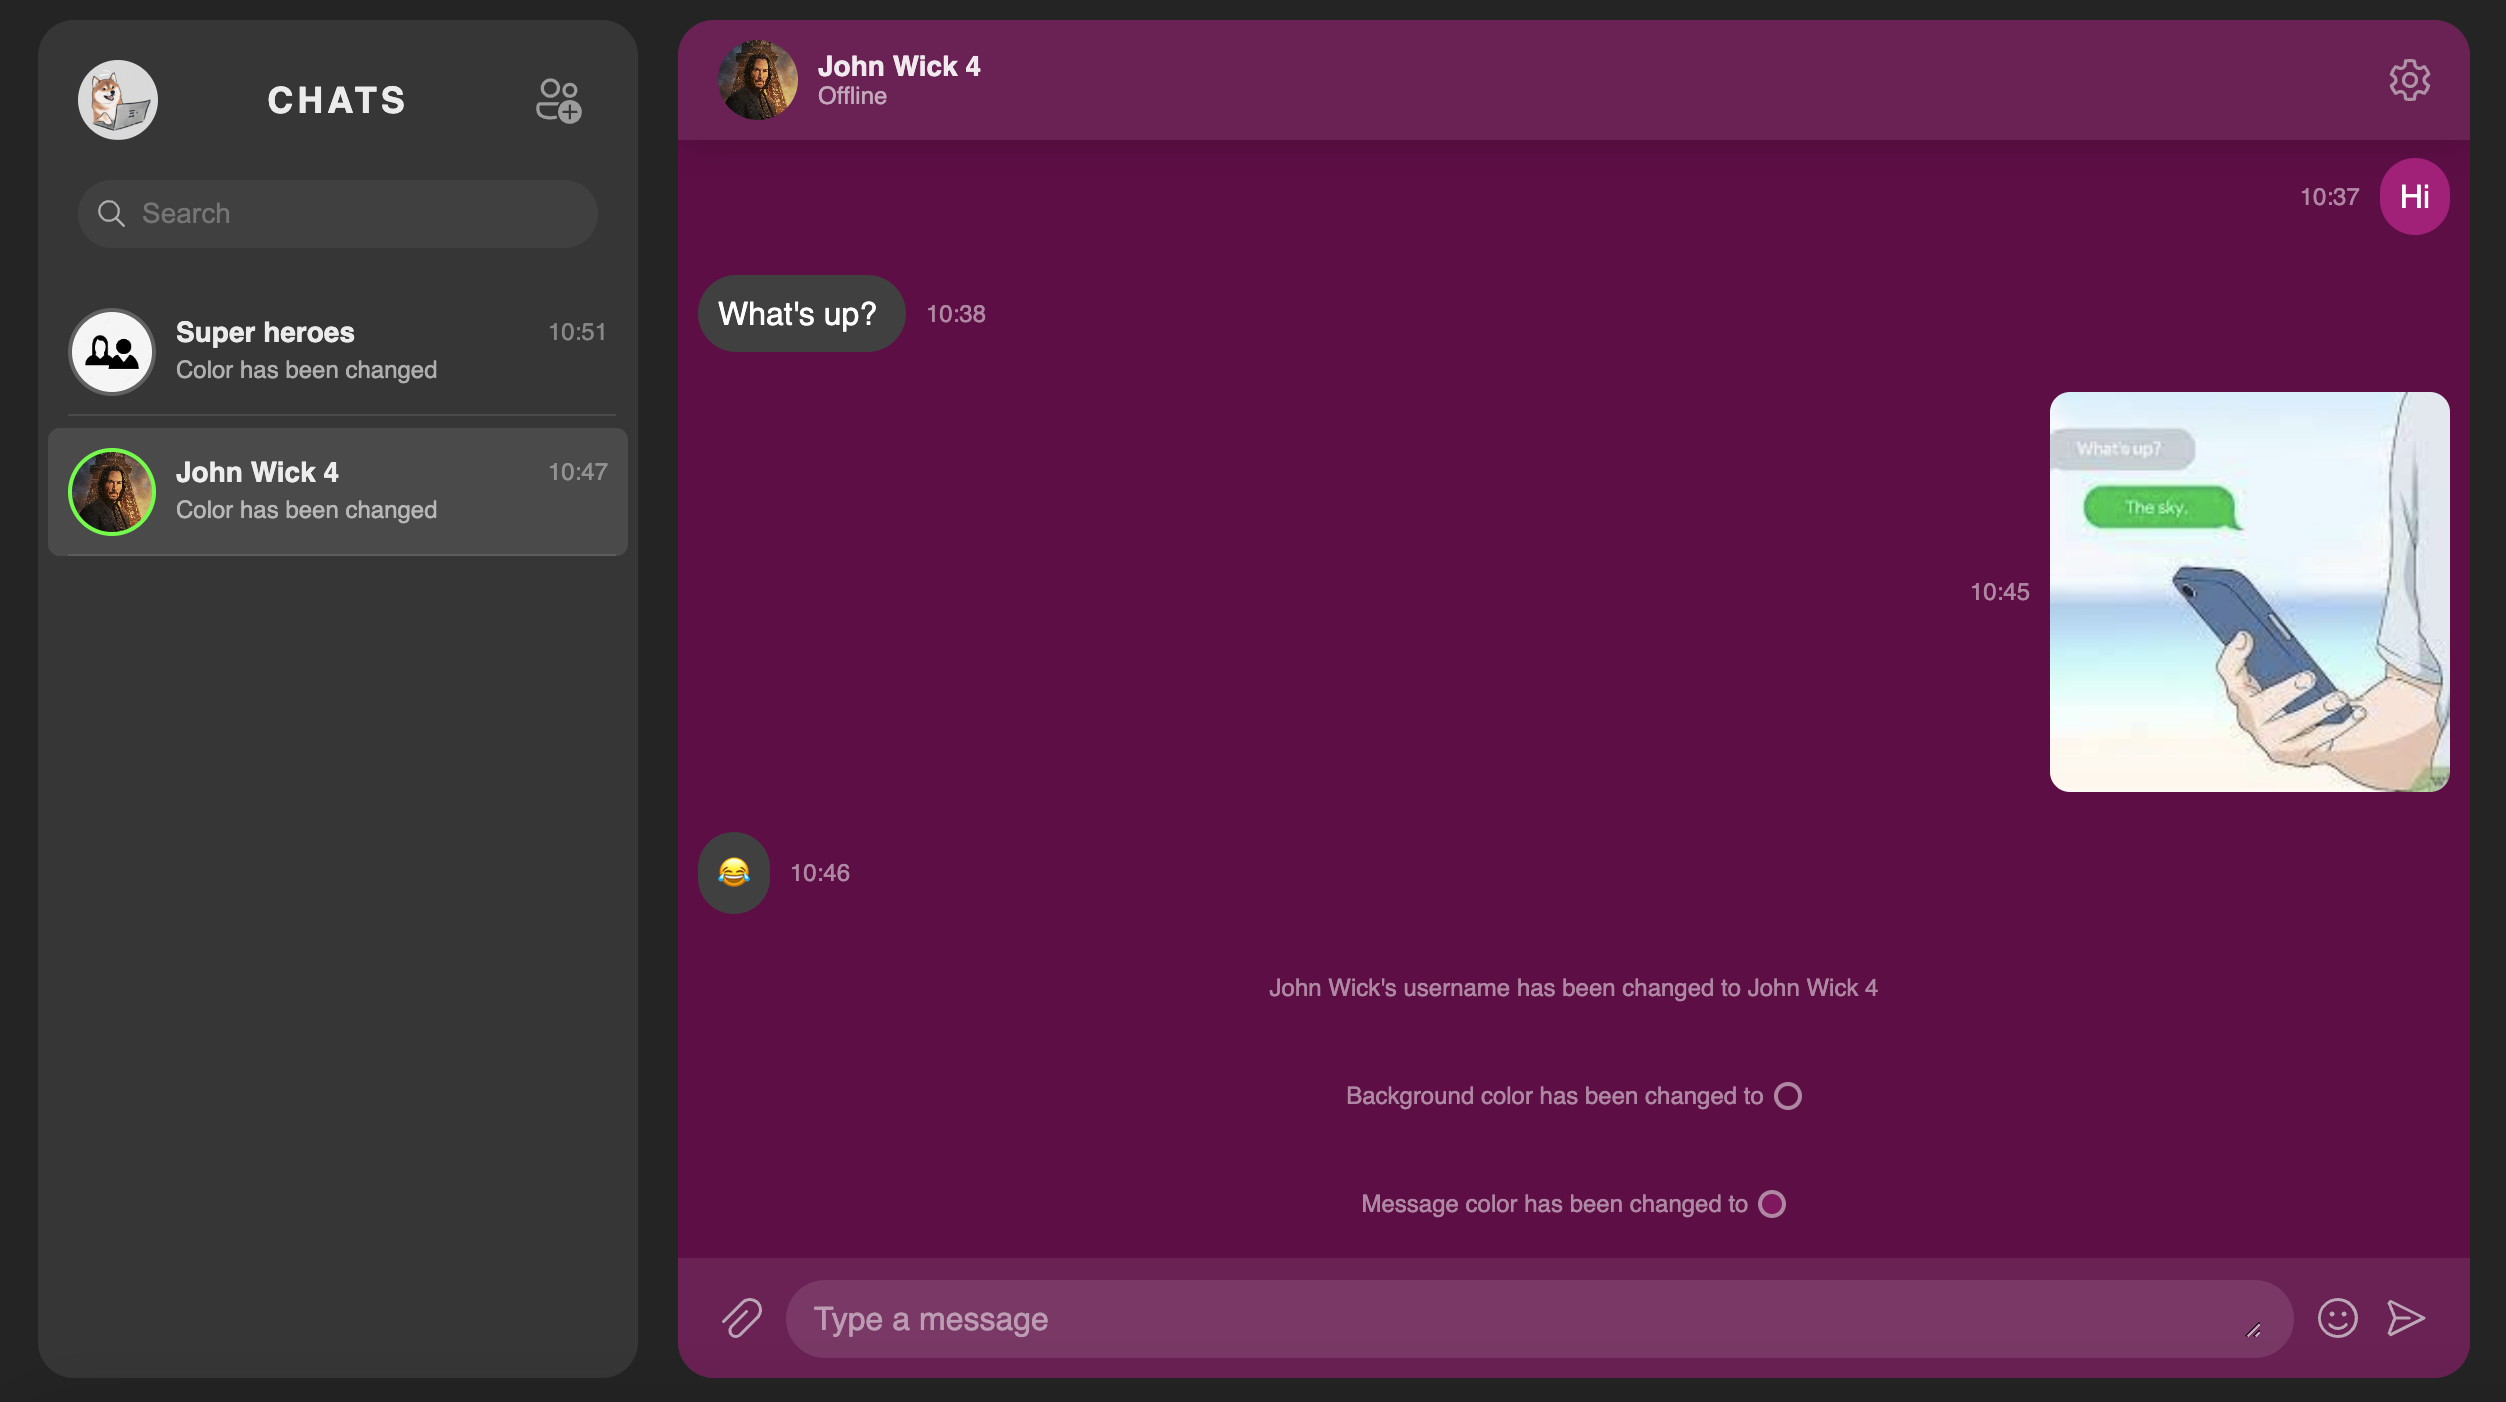 CHATS
Search
Super heroes
10:51
Color has been changed
John Wick 4
10:47
Color has been changed
John Wick 4
Offline
10:37
Hi
What's up?
10:38
What's up?
The sky.
10:45
😂
10:46
John Wick's username has been changed to John Wick 4
Background color has been changed to
Message color has been changed to
Type a message